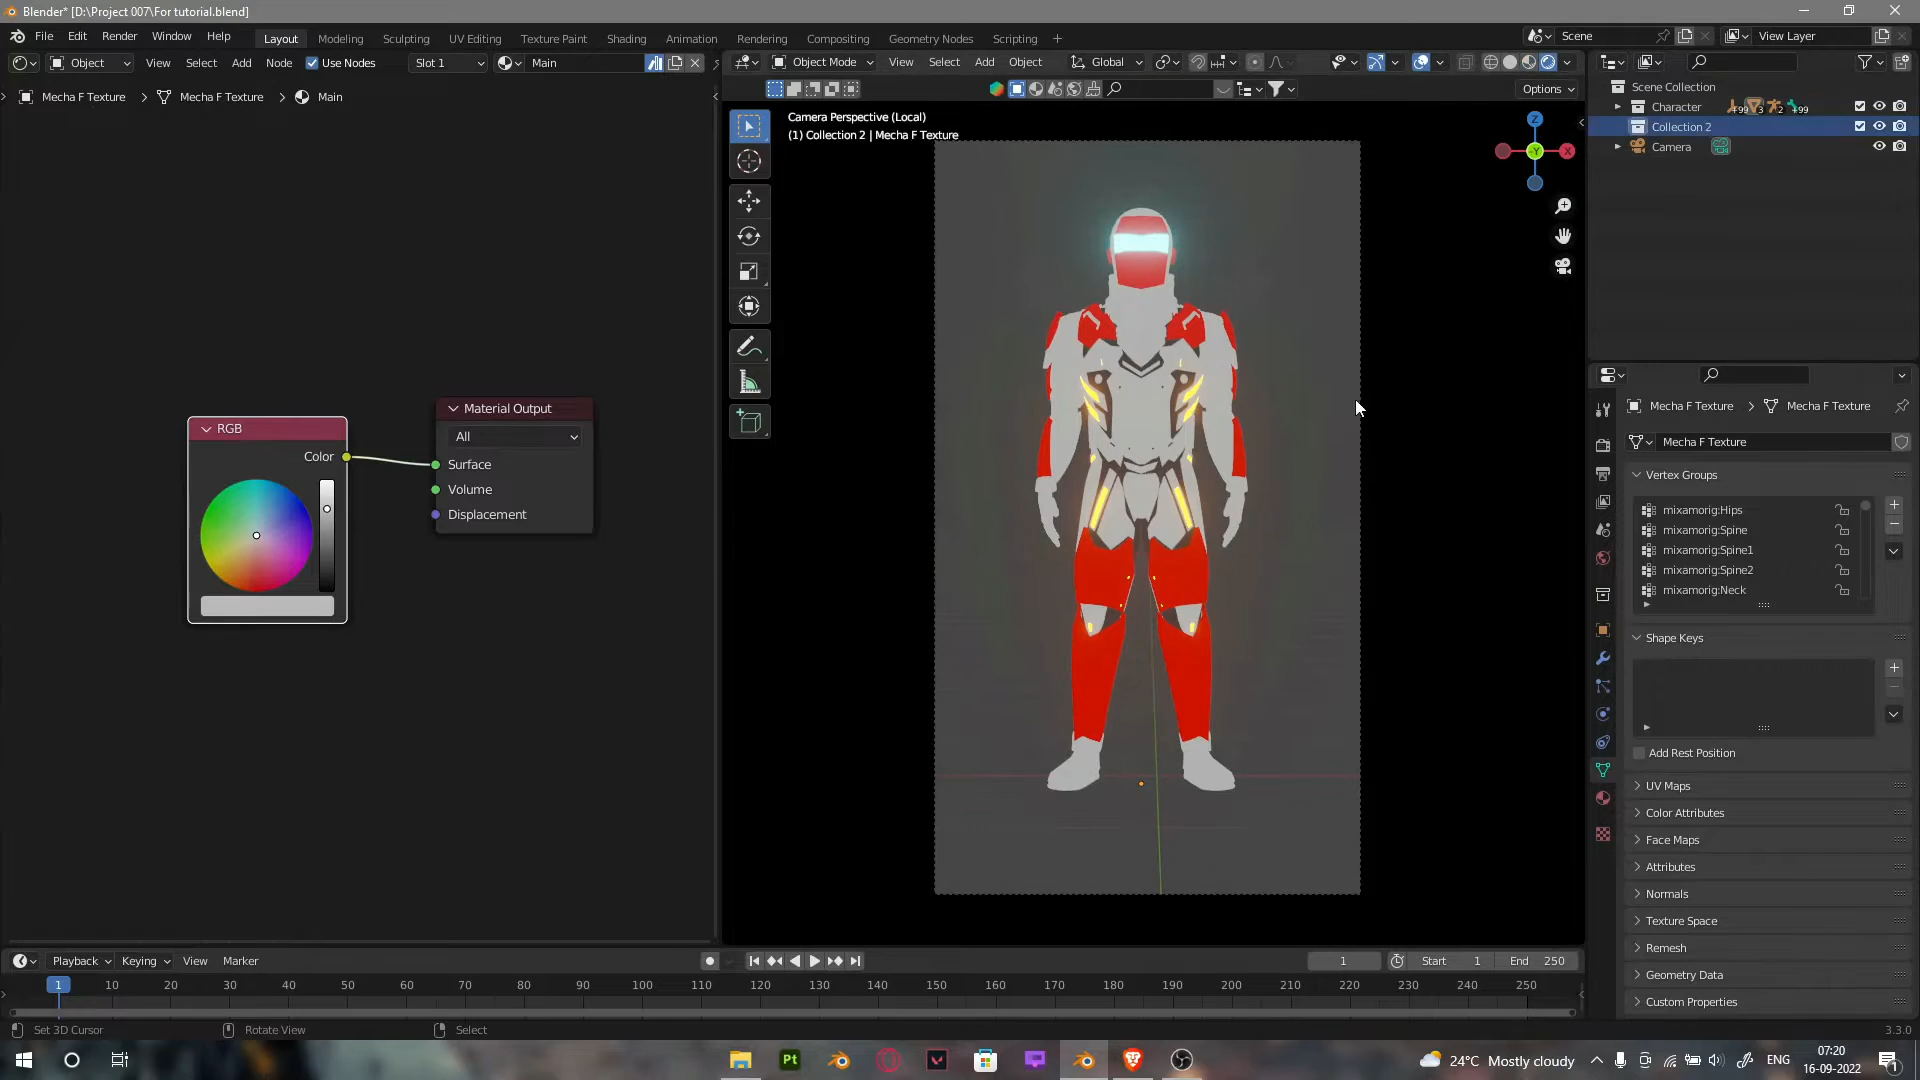 Blender* [D:\Project 007\For tutorial.blend]
File Edit Render Window Help
Layout Modeling Sculpting UV Editing Texture Paint Shading Animation Rendering Compositing Geometry Nodes Scripting
Scene
View Layer
Object View Select Add Node Use Nodes Slot 1 Main
Object Mode View Select Add Object Global
Mecha F Texture > Mecha F Texture > Main
Options
Camera Perspective (Local)
(1) Collection 2 | Mecha F Texture
Z
X
-Y
Scene Collection
Character +99 3 2 +99
Collection 2
Camera
RGB
Color
Material Output
All
Surface
Volume
Displacement
Mecha F Texture > Mecha F Texture
Mecha F Texture
Vertex Groups
mixamorig:Hips
mixamorig:Spine
mixamorig:Spine1
mixamorig:Spine2
mixamorig:Neck
Shape Keys
Add Rest Position
UV Maps
Color Attributes
Face Maps
Attributes
Normals
Texture Space
Remesh
Geometry Data
Custom Properties
Playback Keying View Marker
1 Start 1 End 250
1 10 20 30 40 50 60 70 80 90 100 110 120 130 140 150 160 170 180 190 200 210 220 230 240 250
Set 3D Cursor Rotate View Select
3.3.0
Pt
24°C Mostly cloudy
ENG
07:20
16-09-2022
1